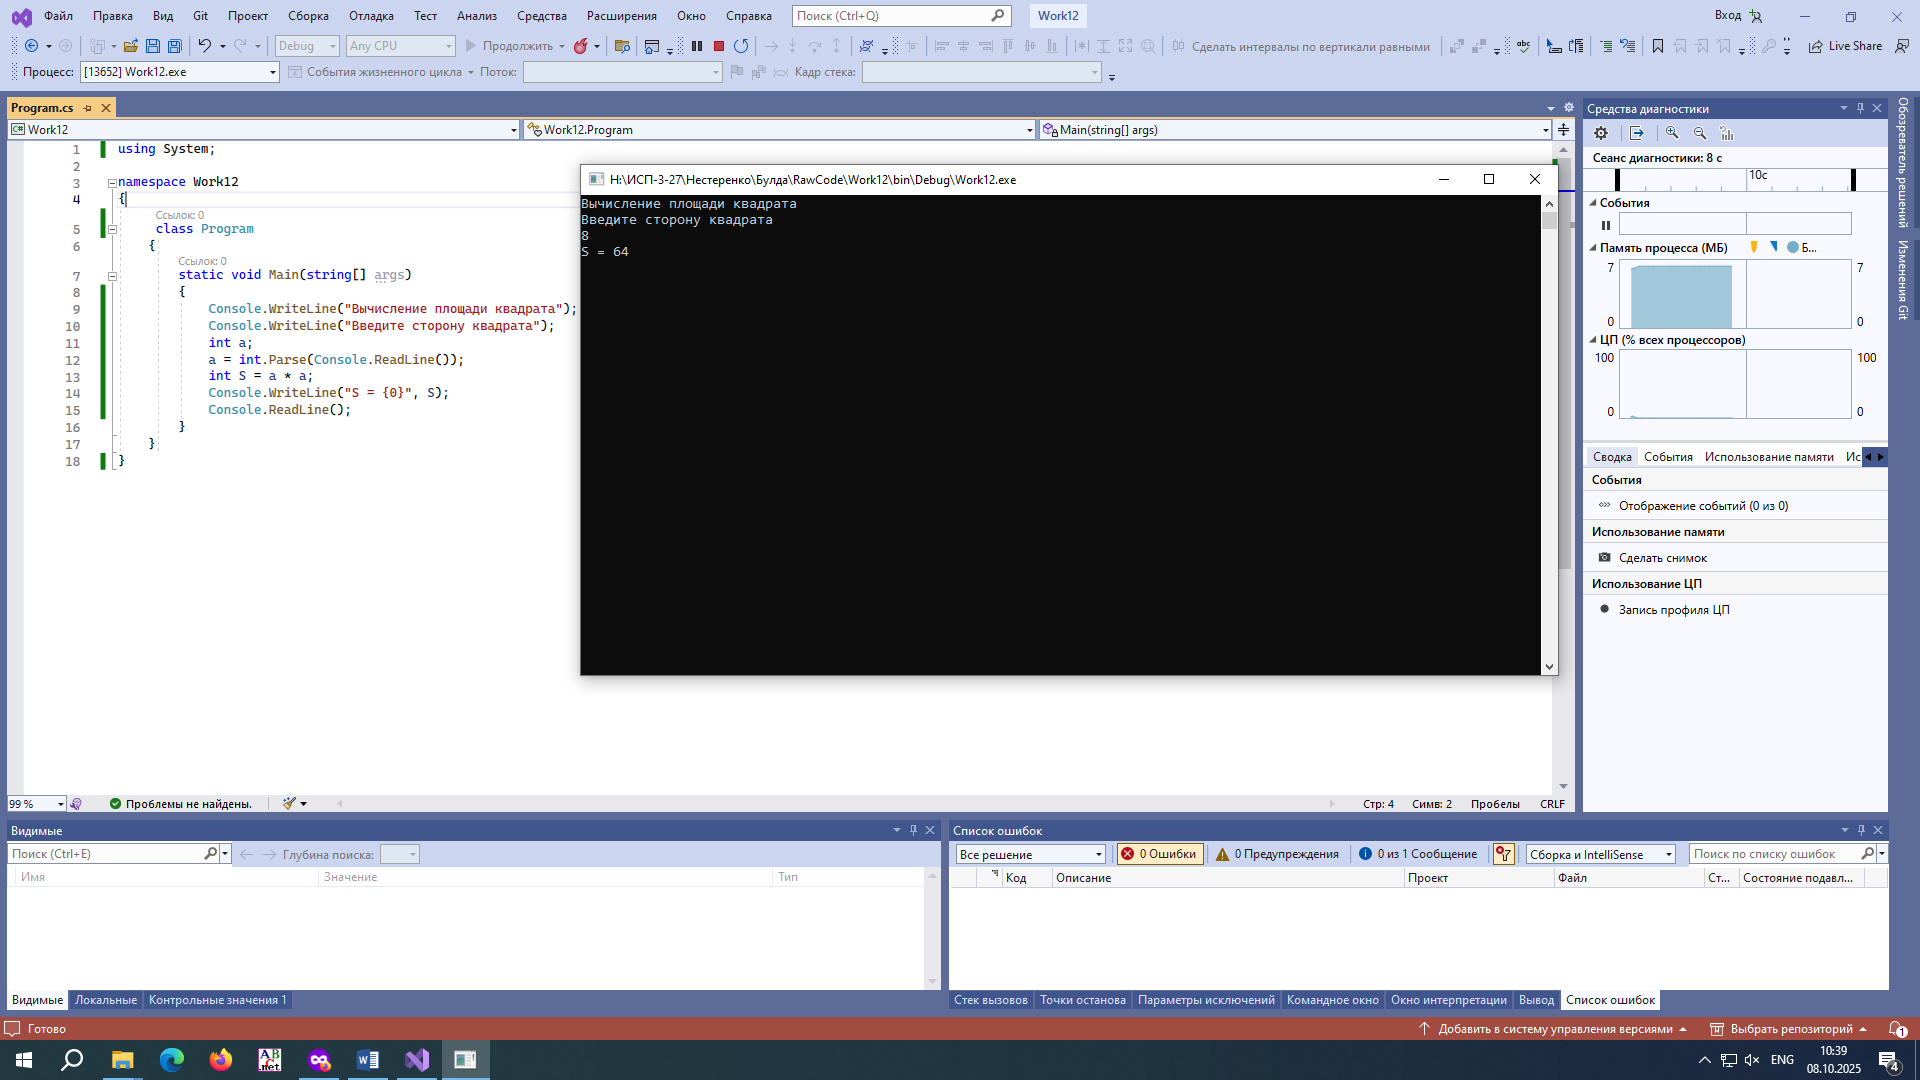 Файл Правка Вид Git Проект Сборка Отладка Тест Анализ Средства Расширения Окно Справка Поиск (Ctrl+Q) Work12 Вход
Debug Any CPU Продолжить Сделать интервалы по вертикали равными Live Share
Процесс: [13652] Work12.exe События жизненного цикла Поток: Кадр стека:
Program.cs
Work12 Work12.Program Main(string[] args)
1 using System;
2
3 namespace Work12
4 {
Ссылок: 0
5 class Program
6 {
Ссылок: 0
7 static void Main(string[] args)
8 {
9 Console.WriteLine("Вычисление площади квадрата");
10 Console.WriteLine("Введите сторону квадрата");
11 int a;
12 a = int.Parse(Console.ReadLine());
13 int S = a * a;
14 Console.WriteLine("S = {0}", S);
15 Console.ReadLine();
16 }
17 }
18 }
H:\ИСП-3-27\Нестеренко\Булда\RawCode\Work12\bin\Debug\Work12.exe
Вычисление площади квадрата
Введите сторону квадрата
8
S = 64
Средства диагностики
Сеанс диагностики: 8 с
10с
События
Память процесса (МБ) Б...
7 7
0 0
ЦП (% всех процессоров)
100 100
0 0
Сводка События Использование памяти Ис
События
Отображение событий (0 из 0)
Использование памяти
Сделать снимок
Использование ЦП
Запись профиля ЦП
Обозреватель решений
Изменения Git
99 % Проблемы не найдены. Стр: 4 Симв: 2 Пробелы CRLF
Видимые
Поиск (Ctrl+E) Глубина поиска:
Имя Значение Тип
Видимые Локальные Контрольные значения 1
Список ошибок
Все решение 0 Ошибки 0 Предупреждения 0 из 1 Сообщение Сборка и IntelliSense Поиск по списку ошибок
Код Описание Проект Файл Ст... Состояние подавл...
Стек вызовов Точки останова Параметры исключений Командное окно Окно интерпретации Вывод Список ошибок
Готово Добавить в систему управления версиями Выбрать репозиторий 1
AB
C.net
ENG
10:39
08.10.2025
4